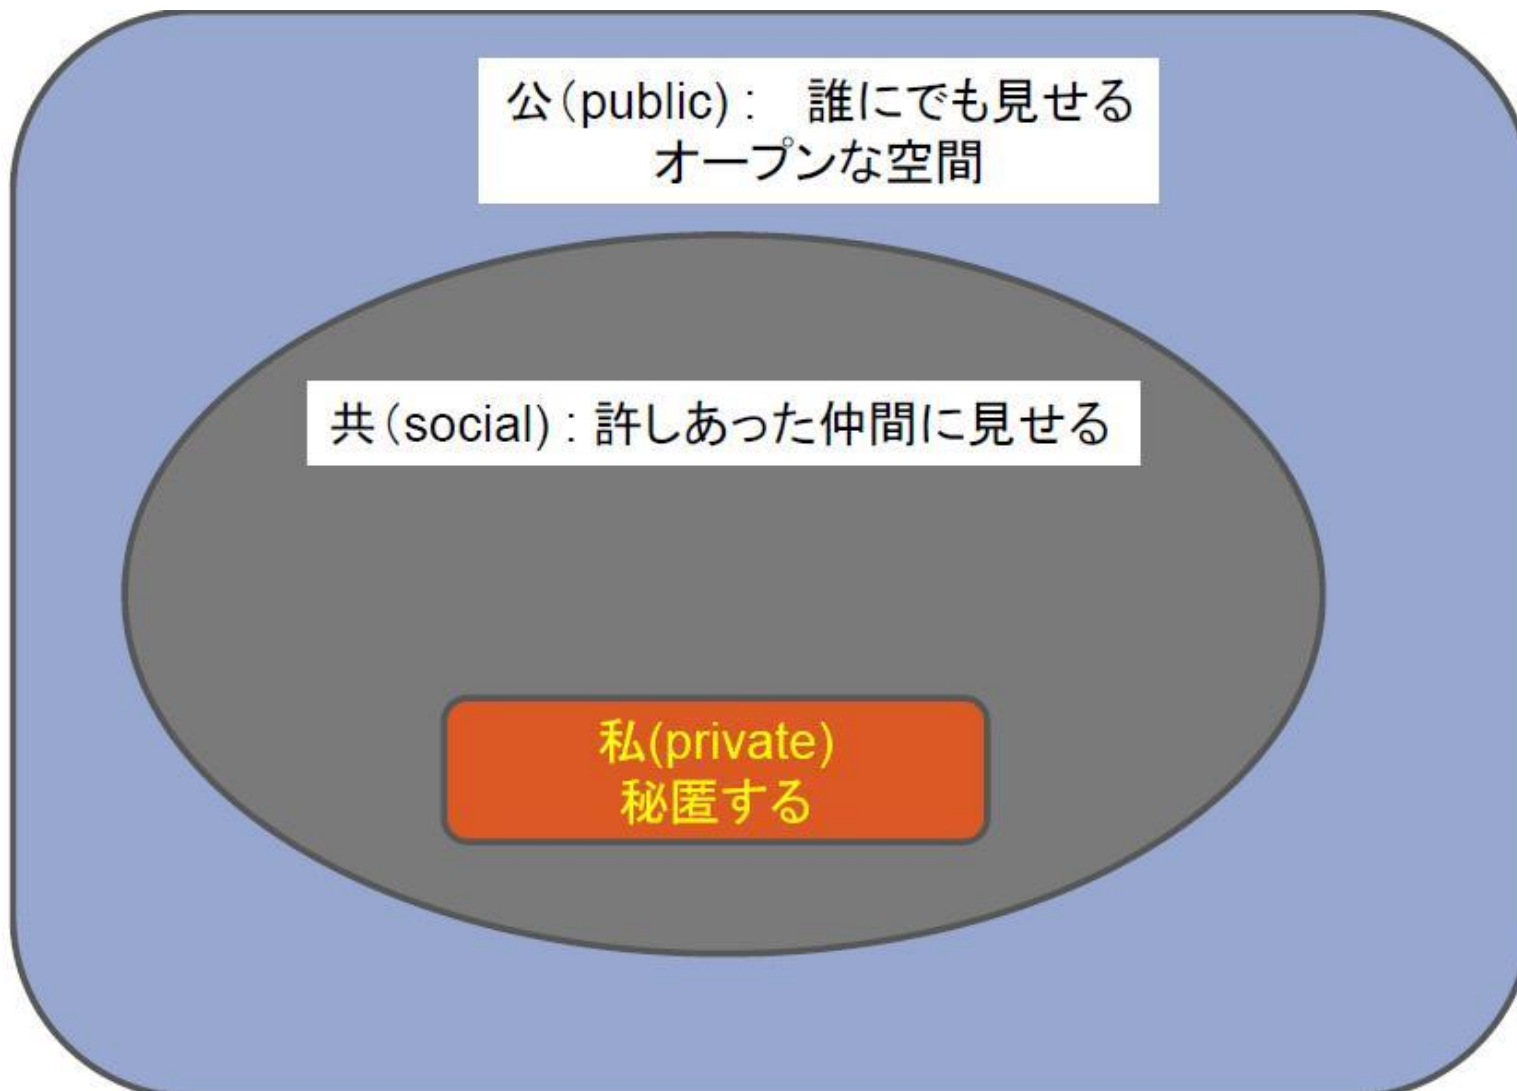 公(public) :　誰にでも見せる
オープンな空間
共(social) : 許しあった仲間に見せる
私(private)
秘匿する